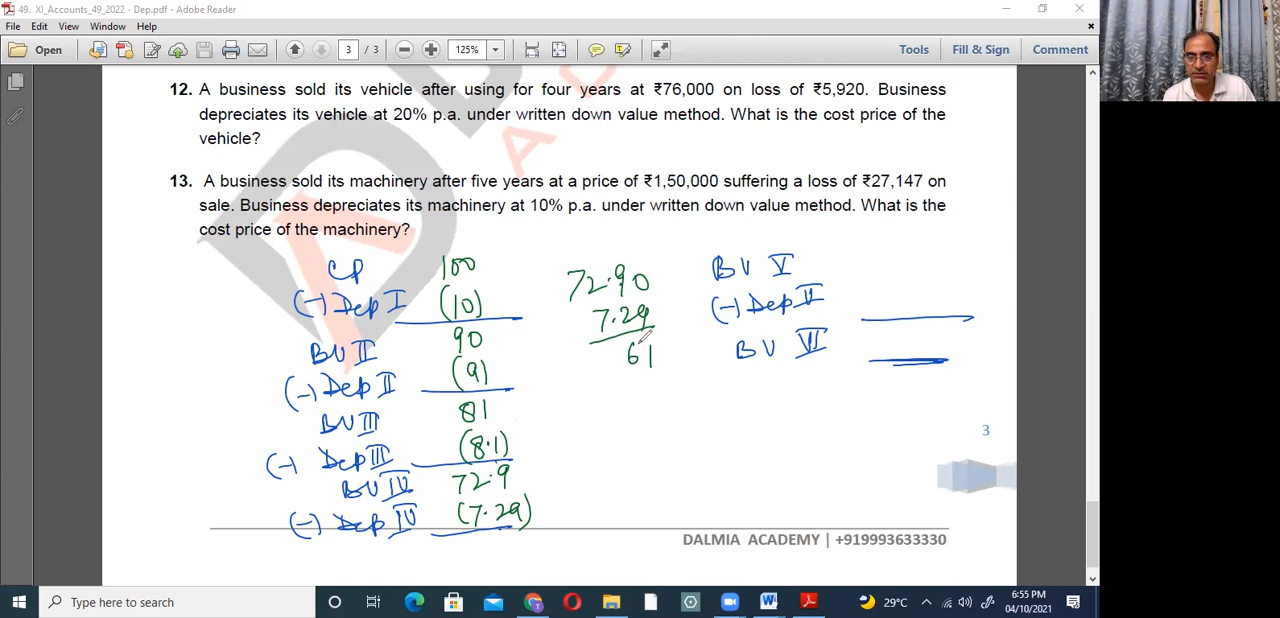 49. XI_Accounts_49_2022 - Dep.pdf - Adobe Reader
File Edit View Window Help
Open 3 / 3 125% Tools Fill & Sign Comment
12. A business sold its vehicle after using for four years at ₹76,000 on loss of ₹5,920. Business
depreciates its vehicle at 20% p.a. under written down value method. What is the cost price of the
vehicle?
13. A business sold its machinery after five years at a price of ₹1,50,000 suffering a loss of ₹27,147 on
sale. Business depreciates its machinery at 10% p.a. under written down value method. What is the
cost price of the machinery?
CP 100
(-) Dep I (10)
BV II 90
(-) Dep II (9)
BV III 81
(-) Dep III (8.1)
BV IV 72.9
(-) Dep IV (7.29)
72.90
7.29
61
BV V
(-) Dep V
BV VI
3
DALMIA ACADEMY | +919993633330
Type here to search
29°C
6:55 PM
04/10/2021